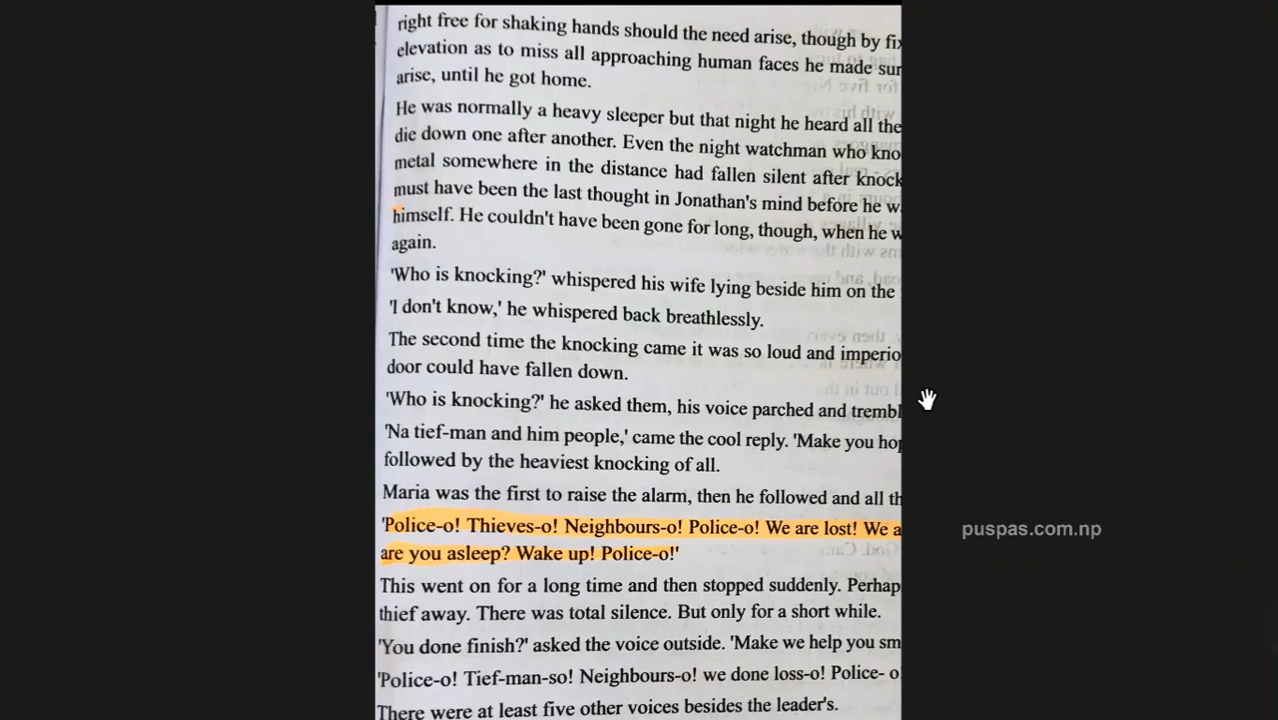 right free for shaking hands should the need arise, though by fix
elevation as to miss all approaching human faces he made sur
arise, until he got home.
He was normally a heavy sleeper but that night he heard all the
die down one after another. Even the night watchman who kno
metal somewhere in the distance had fallen silent after knock
must have been the last thought in Jonathan's mind before he w
himself. He couldn't have been gone for long, though, when he w
again.
'Who is knocking?' whispered his wife lying beside him on the
'I don't know,' he whispered back breathlessly.
The second time the knocking came it was so loud and imperio
door could have fallen down.
'Who is knocking?' he asked them, his voice parched and trembl
'Na tief-man and him people,' came the cool reply. 'Make you hop
followed by the heaviest knocking of all.
Maria was the first to raise the alarm, then he followed and all th
'Police-o! Thieves-o! Neighbours-o! Police-o! We are lost! We a
are you asleep? Wake up! Police-o!'
This went on for a long time and then stopped suddenly. Perhap
thief away. There was total silence. But only for a short while.
'You done finish?' asked the voice outside. 'Make we help you sm
'Police-o! Tief-man-so! Neighbours-o! we done loss-o! Police- o
There were at least five other voices besides the leader's.
puspas.com.np